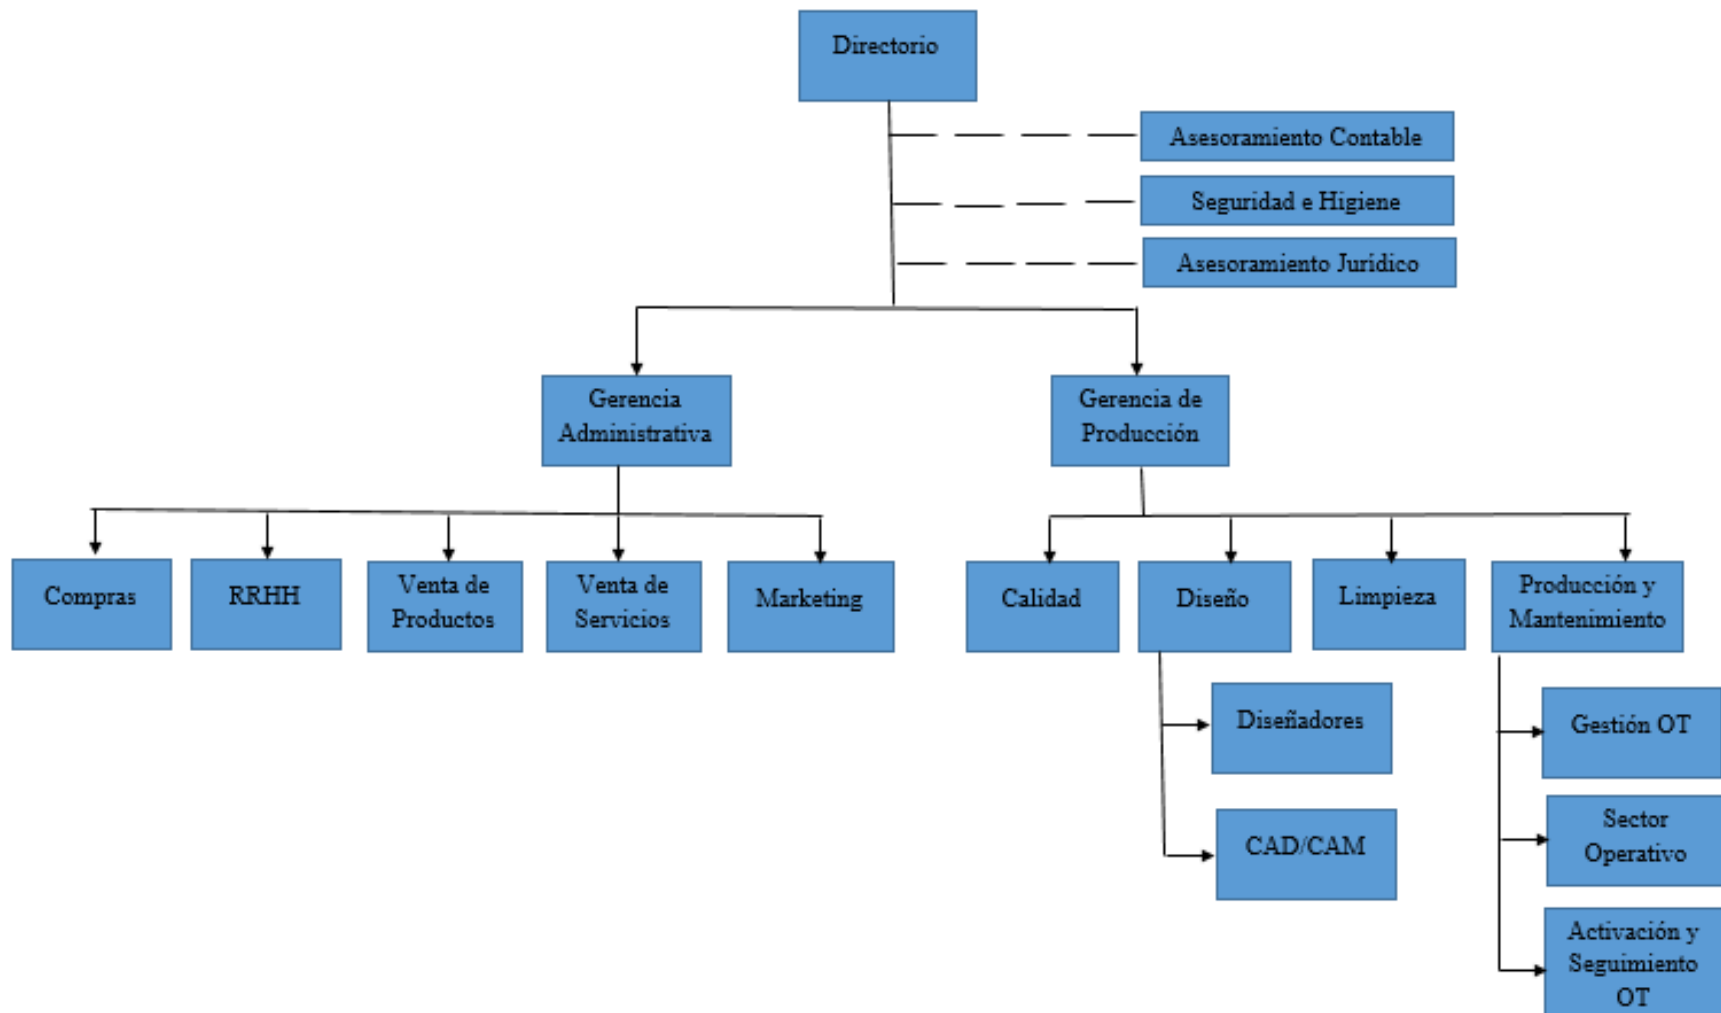 Directorio
Asesoramiento Contable
Seguridad e Higiene
Asesoramiento Jurídico
Gerencia
Administrativa
Gerencia de
Producción
Compras
RRHH
Venta de
Productos
Venta de
Servicios
Marketing
Calidad
Diseño
Limpieza
Producción y
Mantenimiento
Diseñadores
CAD/CAM
Gestión OT
Sector
Operativo
Activación y
Seguimiento
OT